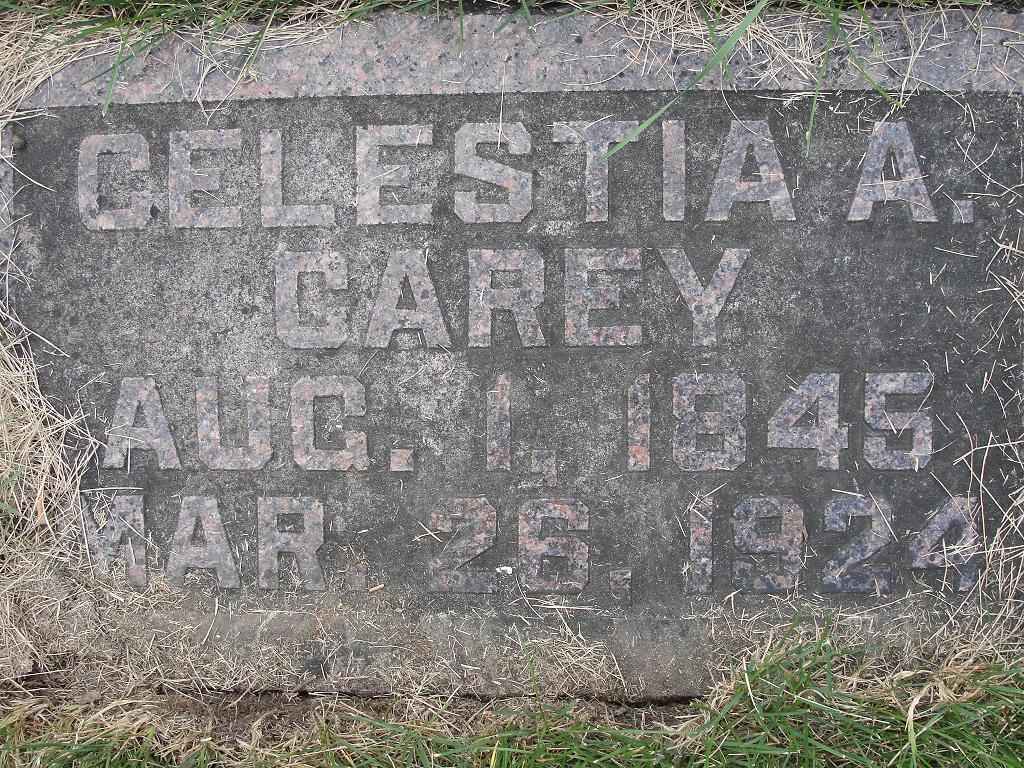 CELESTIA A.
CAREY
AUG. 1, 1845
MAR. 26, 1924